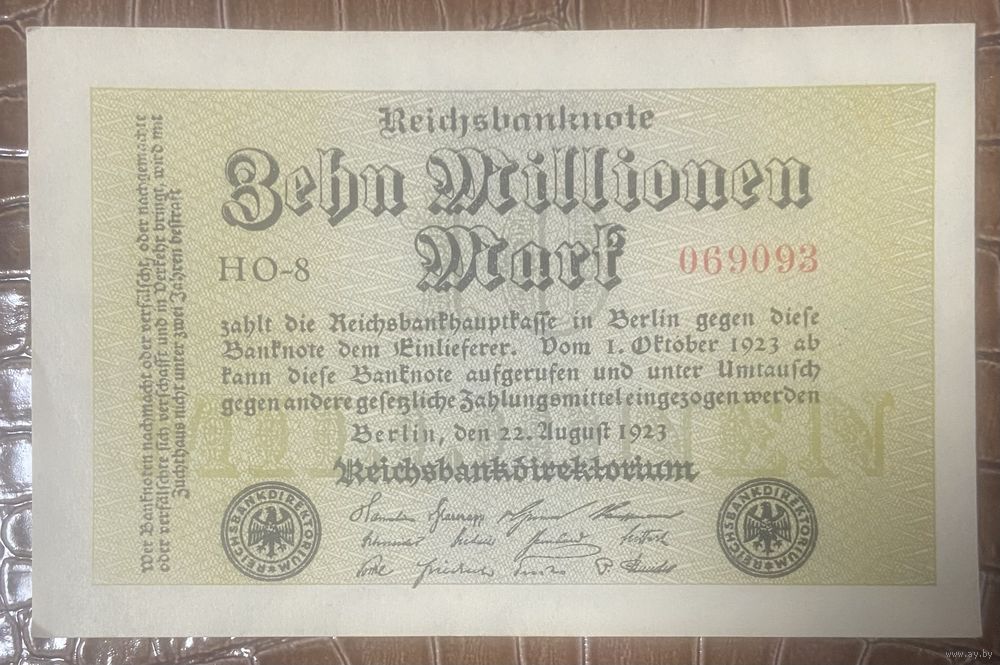 Reichsbanknote
Zehn Millionen
Mark
HO-8
069093
zahlt die Reichsbankhauptkasse in Berlin gegen diese
Banknote dem Einlieferer. Vom 1. Oktober 1923 ab
kann diese Banknote aufgerufen und unter Umtausch
gegen andere gesetzliche Zahlungsmittel eingezogen werden
Berlin, den 22. August 1923
Reichsbankdirektorium
REICHSBANKDIREKTORIUM
REICHSBANKDIREKTORIUM
Wer Banknoten nachmacht oder verfälscht, oder nachgemachte
oder verfälschte sich verschafft und in Verkehr bringt, wird mit
Zuchthaus nicht unter zwei Jahren bestraft
www.ay.by